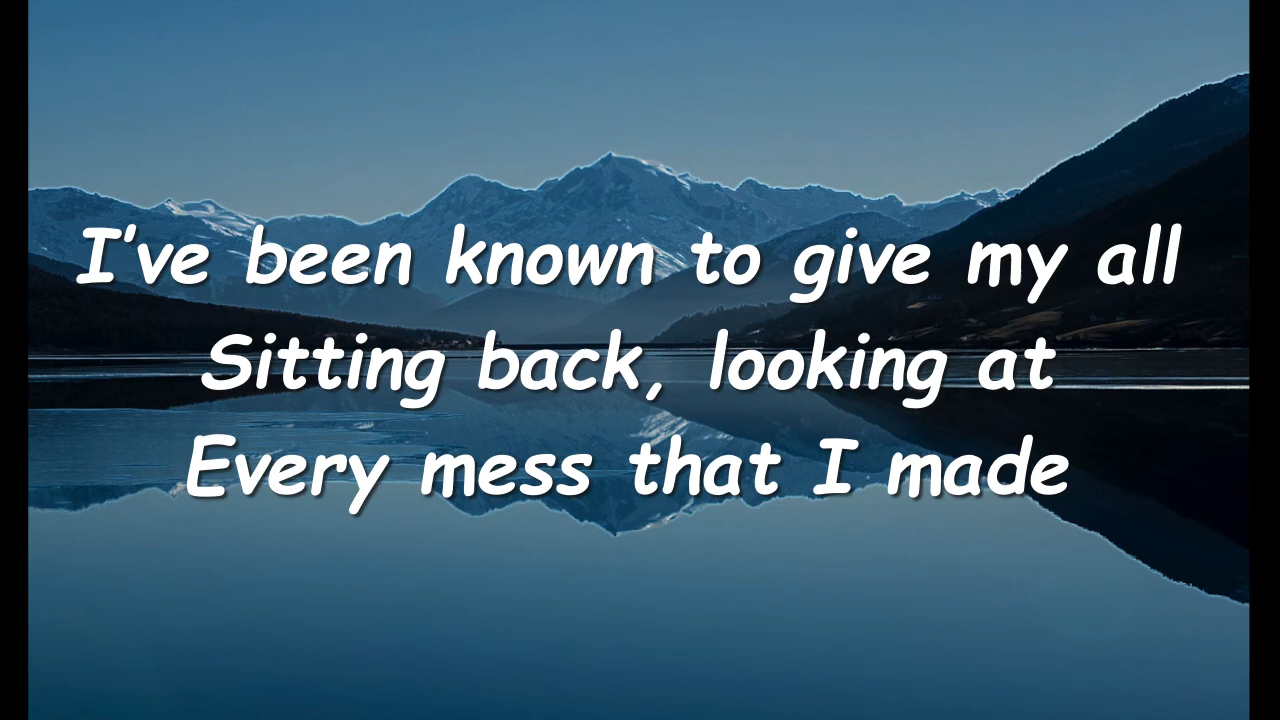 I've been known to give my all
Sitting back, looking at
Every mess that I made